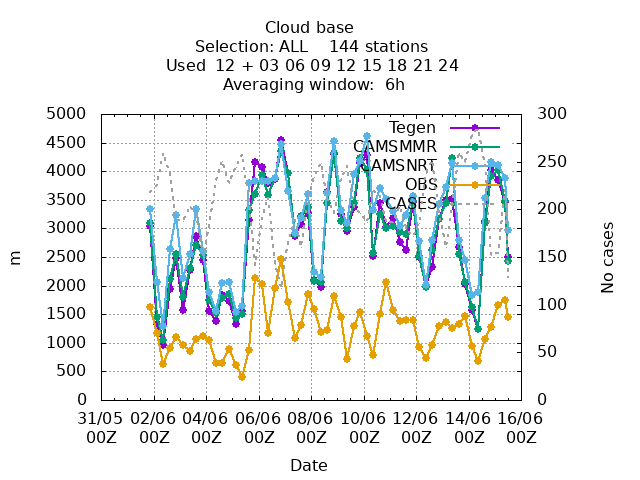 Cloud base
Selection: ALL 144 stations
Used 12 + 03 06 09 12 15 18 21 24
Averaging window: 6h
5000
4500
4000
3500
3000
2500
2000
1500
1000
500
0
m
300
250
200
150
100
50
0
No cases
Tegen
CAMSMMR
CAMSNRT
OBS
CASES
31/05 02/06 04/06 06/06 08/06 10/06 12/06 14/06 16/06
00Z 00Z 00Z 00Z 00Z 00Z 00Z 00Z 00Z
Date